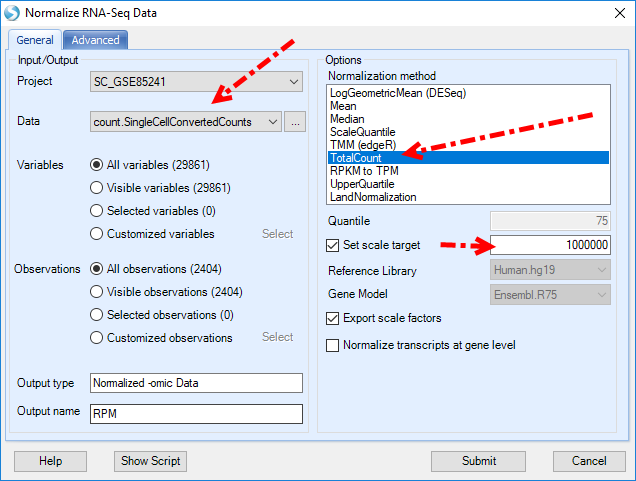 Normalize RNA-Seq Data
General
Advanced
Input/Output
Project
SC_GSE85241
Data
count.SingleCellConvertedCounts
...
Variables
All variables (29861)
Visible variables (29861)
Selected variables (0)
Customized variables
Select
Observations
All observations (2404)
Visible observations (2404)
Selected observations (0)
Customized observations
Select
Output type
Normalized -omic Data
Output name
RPM
Options
Normalization method
LogGeometricMean (DESeq)
Mean
Median
ScaleQuantile
TMM (edgeR)
TotalCount
RPKM to TPM
UpperQuartile
LandNormalization
Quantile
75
Set scale target
1000000
Reference Library
Human.hg19
Gene Model
Ensembl.R75
Export scale factors
Normalize transcripts at gene level
Help
Show Script
Submit
Cancel